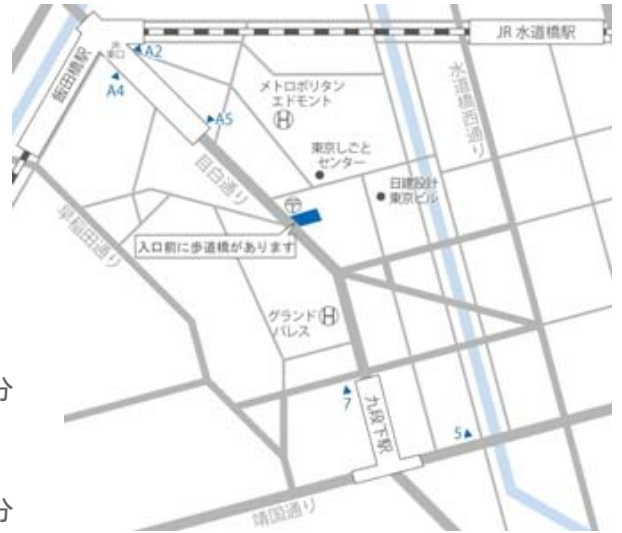 JR 水道橋駅
飯田橋駅
JR
東口
A2
A4
A5
メトロポリタン
エドモント
H
水道橋西通り
東京しごと
センター
目白通り
日建設計
東京ビル
〒
早稲田通り
入口前に歩道橋があります
グランド
パレス
H
7
九段下駅
5
靖国通り
分
分